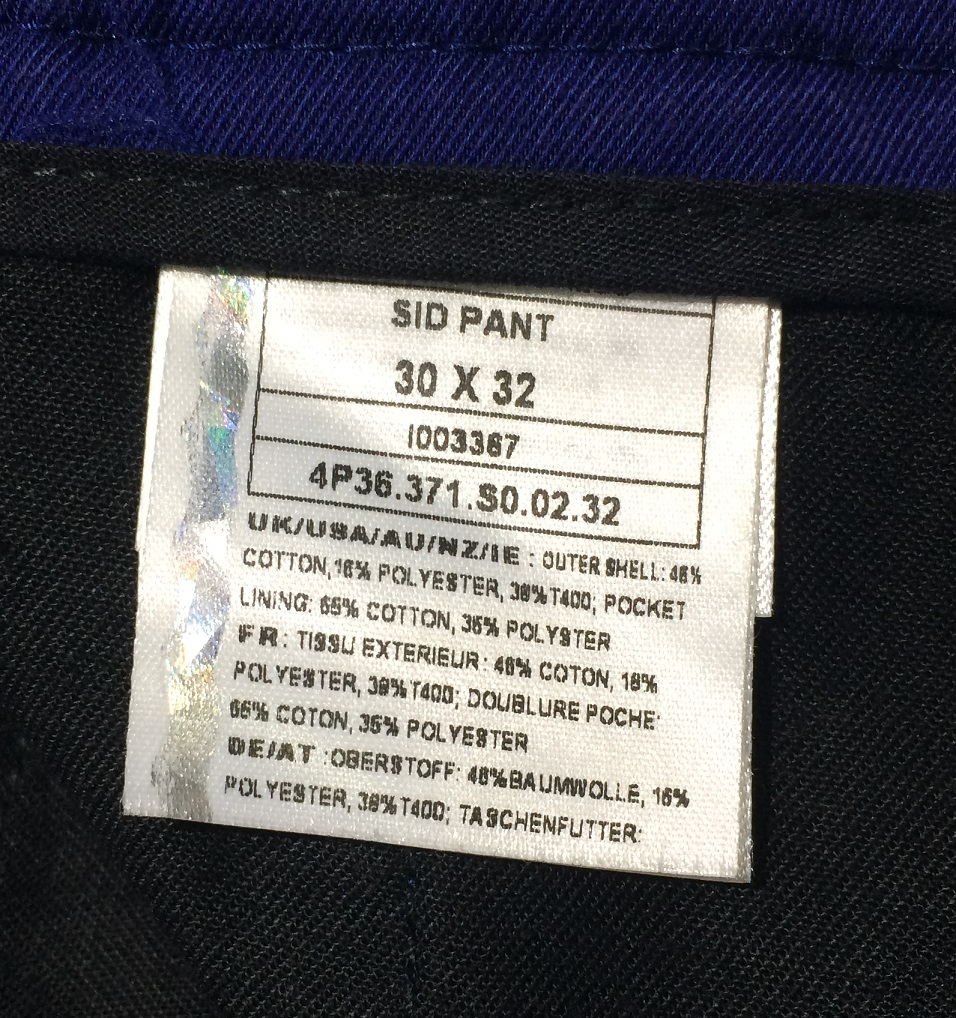 SID PANT
30 X 32
I003367
4P36.371.S0.02.32
UK/USA/AU/NZ/IE : OUTER SHELL: 46%
COTTON, 16% POLYESTER, 38% T400; POCKET
LINING: 65% COTTON, 35% POLYSTER
FR: TISSU EXTERIEUR: 46% COTON, 16%
POLYESTER, 38% T400; DOUBLURE POCHE:
65% COTON, 35% POLYESTER
DE/AT :OBERSTOFF: 46%BAUMWOLLE, 16%
POLYESTER, 38% T400; TASCHENFUTTER: